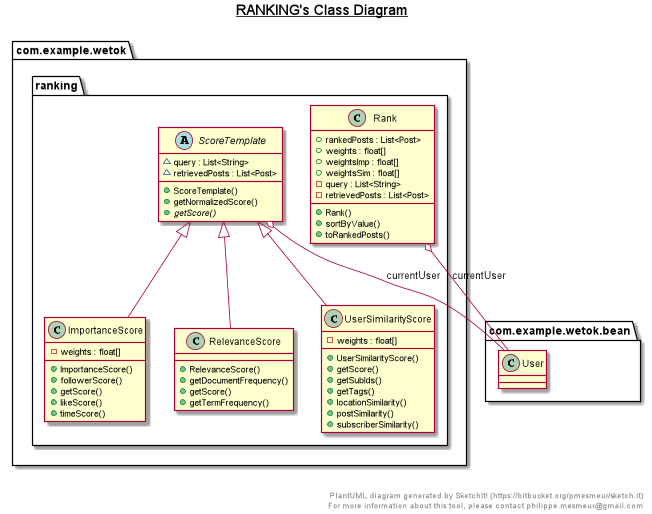 RANKING's Class Diagram
com.example.wetok
ranking
A ScoreTemplate
query : List<String>
retrievedPosts : List<Post>
ScoreTemplate()
getNormalizedScore()
getScore()
C Rank
rankedPosts : List<Post>
weights : float[]
weightsImp : float[]
weightsSim : float[]
query : List<String>
retrievedPosts : List<Post>
Rank()
sortByValue()
toRankedPosts()
currentUser
currentUser
C ImportanceScore
weights : float[]
ImportanceScore()
followerScore()
getScore()
likeScore()
timeScore()
C RelevanceScore
RelevanceScore()
getDocumentFrequency()
getScore()
getTermFrequency()
C UserSimilarityScore
weights : float[]
UserSimilarityScore()
getScore()
getSubIds()
getTags()
locationSimilarity()
postSimilarity()
subscriberSimilarity()
com.example.wetok.bean
C User
PlantUML diagram generated by SketchIt! (https://bitbucket.org/pmesmeur/sketch.it)
For more information about this tool, please contact philippe.mesmeur@gmail.com